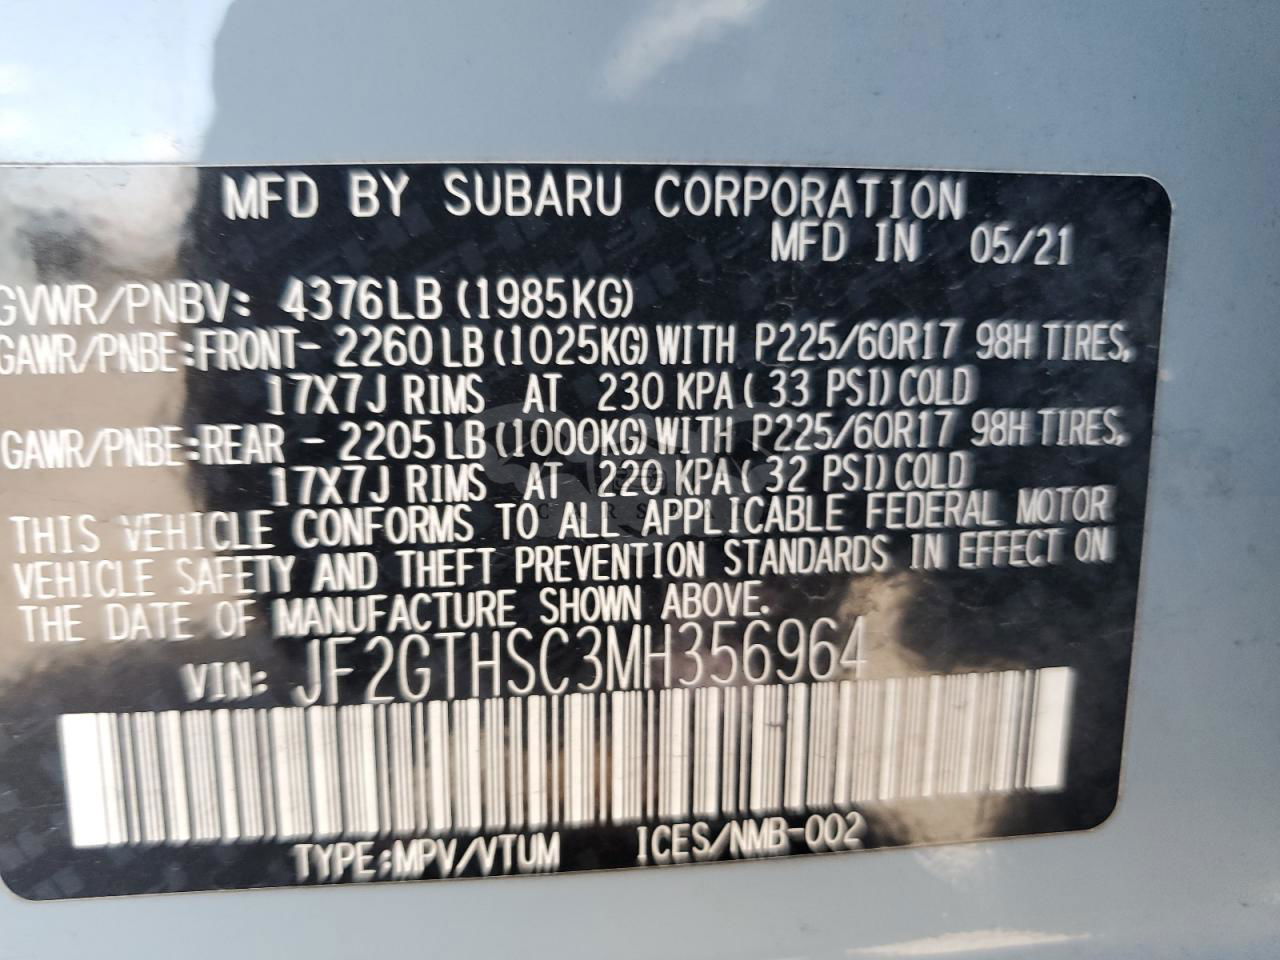 MFD BY SUBARU CORPORATION
MFD IN 05/21
GVWR/PNBV: 4376LB (1985KG)
GAWR/PNBE:FRONT- 2260LB (1025KG) WITH P225/60R17 98H TIRES,
17X7J RIMS AT 230 KPA ( 33 PSI) COLD
GAWR/PNBE:REAR - 2205LB (1000KG) WITH P225/60R17 98H TIRES,
17X7J RIMS AT 220 KPA ( 32 PSI) COLD
THIS VEHICLE CONFORMS TO ALL APPLICABLE FEDERAL MOTOR
VEHICLE SAFETY AND THEFT PREVENTION STANDARDS IN EFFECT ON
THE DATE OF MANUFACTURE SHOWN ABOVE.
VIN: JF2GTHSC3MH356964
TYPE:MPV/VTUM ICES/NMB-002